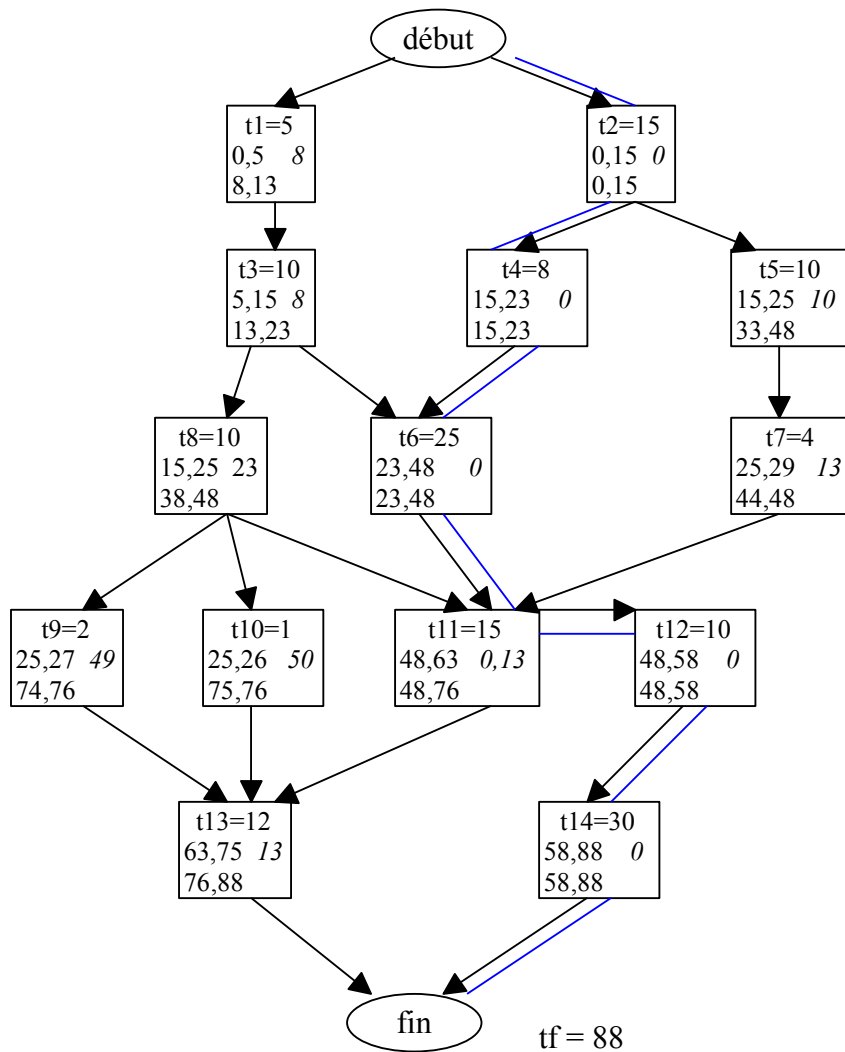 début
t1=5
0,5 8
8,13
t2=15
0,15 0
0,15
t3=10
5,15 8
13,23
t4=8
15,23 0
15,23
t5=10
15,25 10
33,48
t8=10
15,25 23
38,48
t6=25
23,48 0
23,48
t7=4
25,29 13
44,48
t9=2
25,27 49
74,76
t10=1
25,26 50
75,76
t11=15
48,63 0,13
48,76
t12=10
48,58 0
48,58
t13=12
63,75 13
76,88
t14=30
58,88 0
58,88
fin
tf = 88